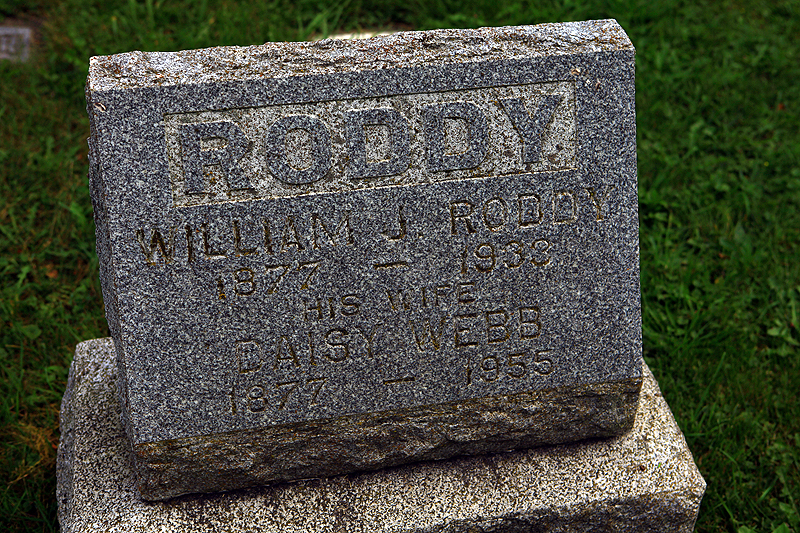 RODDY
WILLIAM J. RODDY
1877 — 1933
HIS WIFE
DAISY WEBB
1877 — 1955